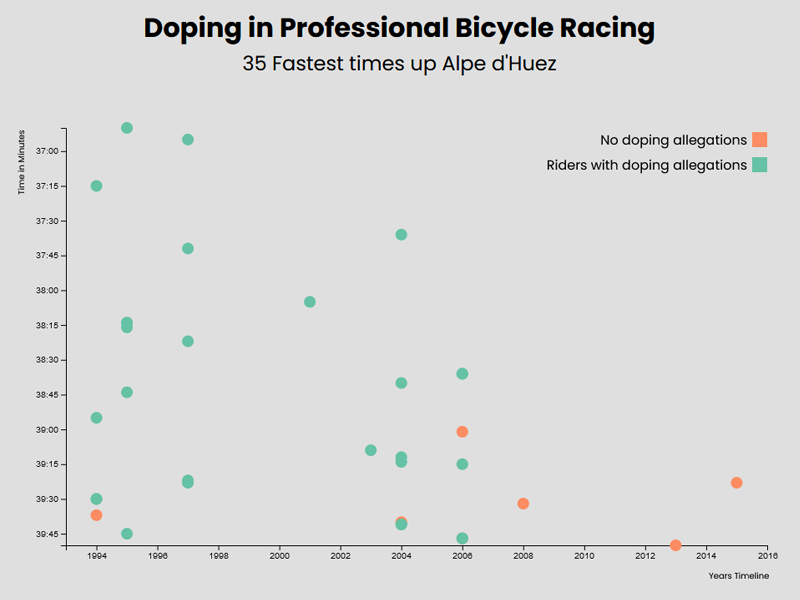 Doping in Professional Bicycle Racing
35 Fastest times up Alpe d'Huez
Time in Minutes
No doping allegations
Riders with doping allegations
37:00
37:15
37:30
37:45
38:00
38:15
38:30
38:45
39:00
39:15
39:30
39:45
1994 1996 1998 2000 2002 2004 2006 2008 2010 2012 2014 2016
Years Timeline